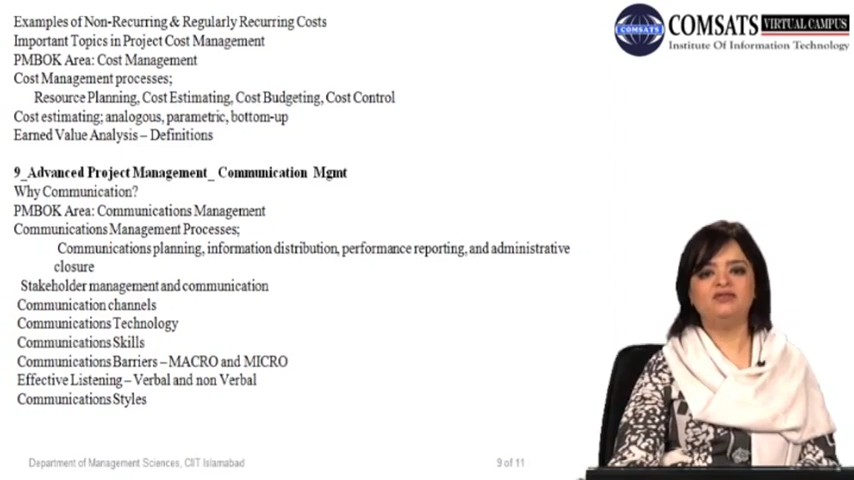 Examples of Non-Recurring & Regularly Recurring Costs
Important Topics in Project Cost Management
PMBOK Area: Cost Management
Cost Management processes;
Resource Planning, Cost Estimating, Cost Budgeting, Cost Control
Cost estimating; analogous, parametric, bottom-up
Earned Value Analysis – Definitions
9_Advanced Project Management_ Communication Mgmt
Why Communication?
PMBOK Area: Communications Management
Communications Management Processes;
Communications planning, information distribution, performance reporting, and administrative
closure
Stakeholder management and communication
Communication channels
Communications Technology
Communications Skills
Communications Barriers – MACRO and MICRO
Effective Listening – Verbal and non Verbal
Communications Styles
Department of Management Sciences, CIIT Islamabad
9 of 11
COMSATS
COMSATS VIRTUAL CAMPUS
Institute Of Information Technology